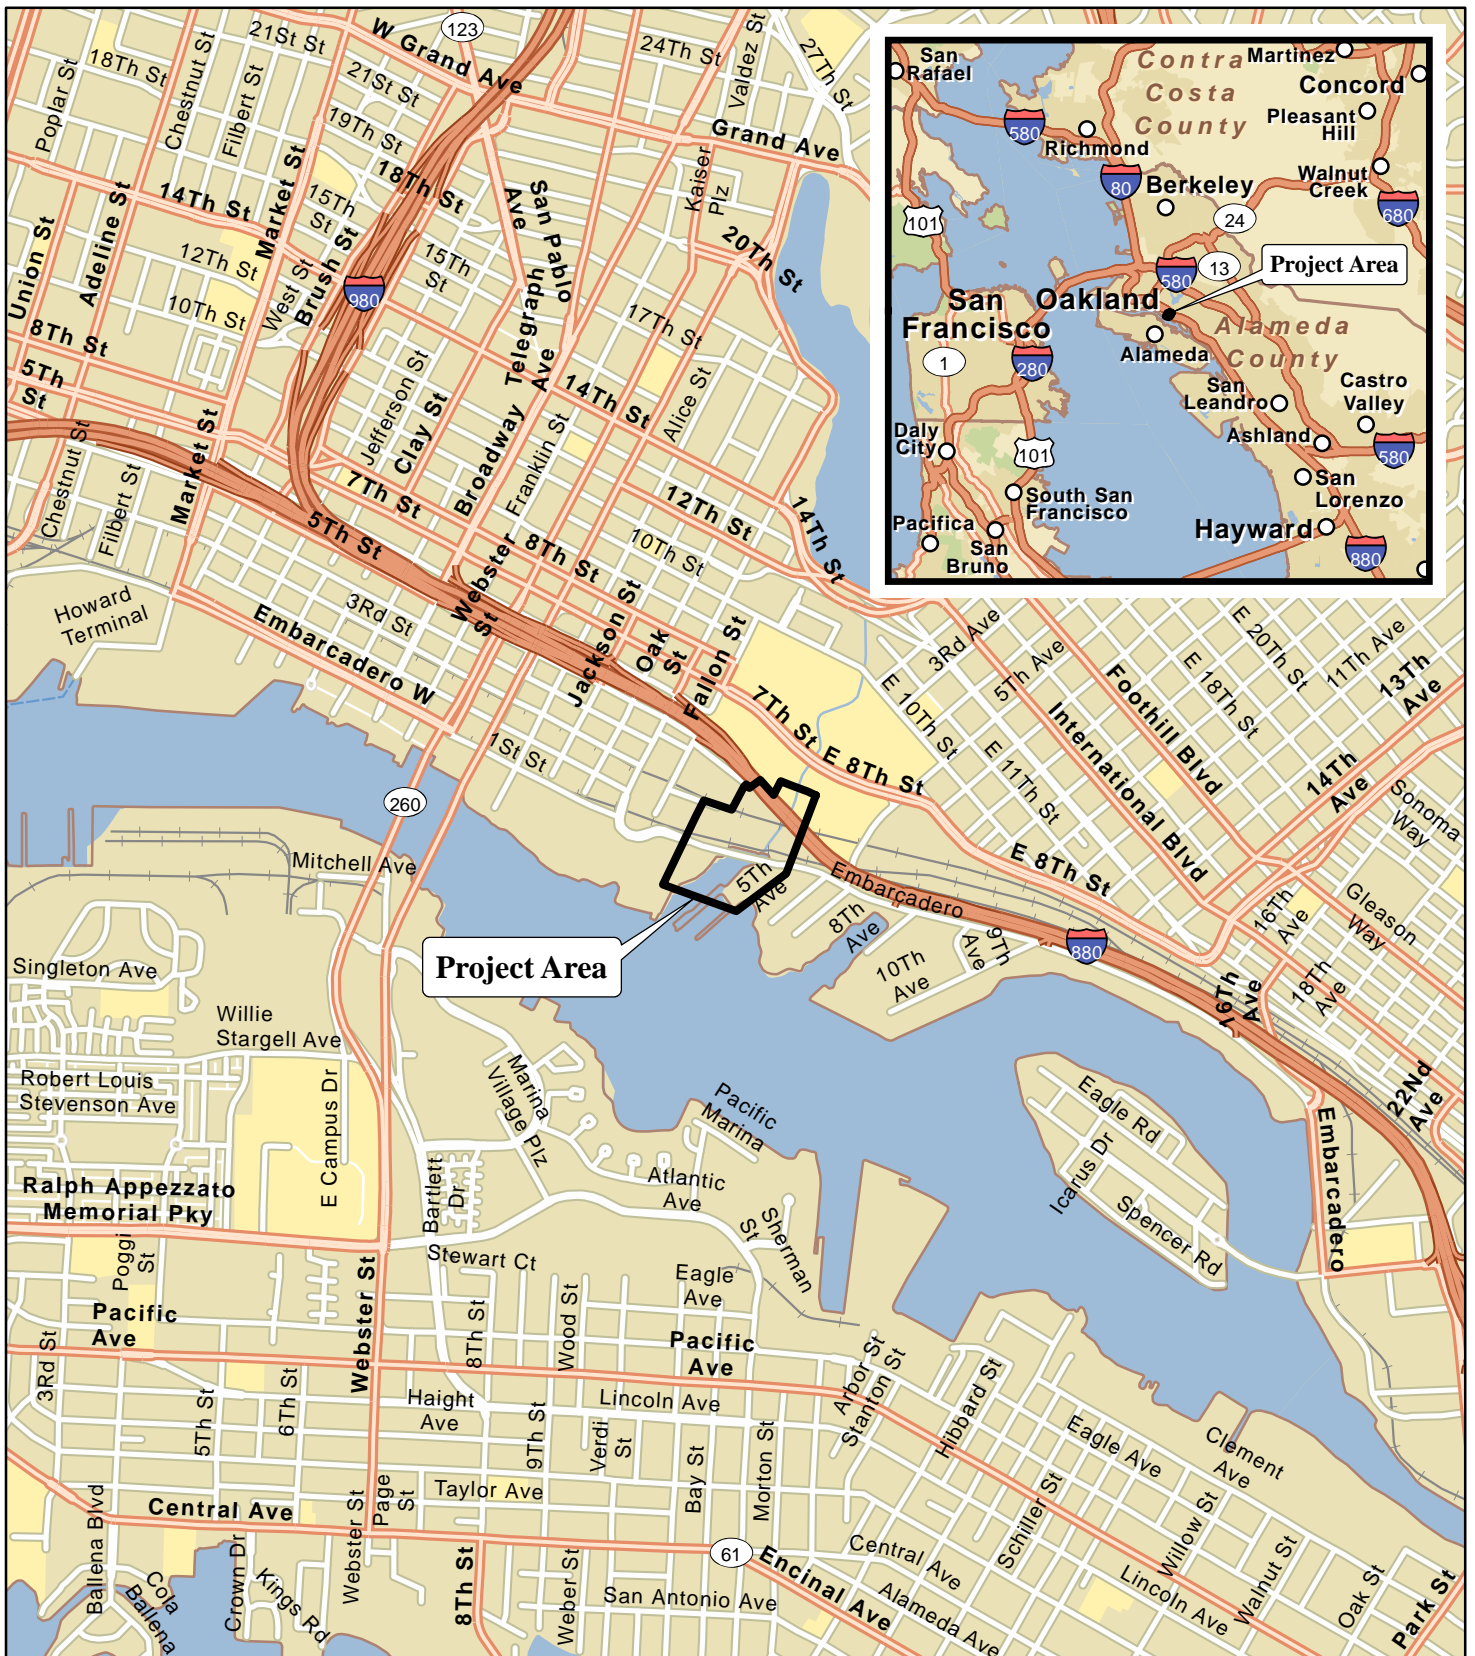 21St St
W Grand Ave
123
24Th St
Valdez St
27Th St
18Th St
Poplar St
Chestnut St
Filbert St
21St St
19Th St
18Th St
Grand Ave
Kaiser
Plz
14Th St
Market St
15Th
St
Telegraph
Ave
San Pablo
Ave
20Th St
Union St
Adeline St
12Th St
10Th St
West St
Brush St
980
15Th
St
17Th St
8Th St
5Th
St
Jefferson St
Clay St
Broadway
Franklin St
14Th St
Alice St
Chestnut St
Filbert St
Market St
7Th St
5Th St
12Th St
14Th St
Howard
Terminal
Embarcadero W
3Rd St
Webster
St
8Th St
10Th St
Jackson St
Oak
St
Fallon St
1St St
7Th St
E 8Th St
3Rd Ave
5Th Ave
E 10Th St
E 11Th St
International Blvd
Foothill Blvd
E 18Th St
E 20Th St
11Th Ave
13Th
Ave
14Th
Ave
Sonoma
Way
260
Mitchell Ave
5Th
Ave
Embarcadero
8Th
Ave
9Th
Ave
10Th
Ave
E 8Th St
880
16Th
Ave
Gleason
Way
18Th
Ave
16Th
Ave
22Nd
Ave
Project Area
Singleton Ave
Willie
Stargell Ave
Robert Louis
Stevenson Ave
E Campus Dr
Marina
Village Plz
Pacific
Marina
Eagle Rd
Icarus Dr
Spencer Rd
Embarcadero
Ralph Appezzato
Memorial Pky
Bartlett
Dr
Atlantic
Ave
Sherman
St
Stewart Ct
Poggi
St
Pacific
Ave
Webster St
8Th St
Wood St
Eagle
Ave
Pacific
Ave
3Rd St
5Th St
6Th St
Haight
Ave
9Th St
Verdi
St
Lincoln Ave
Bay St
Morton St
Arbor St
Stanton St
Hibbard St
Eagle Ave
Clement
Ave
Schiller St
Willow St
Walnut St
Oak St
Park St
Central Ave
Ballena Blvd
Cola
Ballena
Crown Dr
Kings Rd
Webster St
Page
St
Taylor Ave
8Th St
Weber St
San Antonio Ave
61
Encinal Ave
Central Ave
Alameda Ave
Lincoln Ave
San
Rafael
Contra
Costa
County
Martinez
Concord
Pleasant
Hill
580
Richmond
80
Berkeley
Walnut
Creek
680
24
101
580
13
Project Area
San
Francisco
Oakland
Alameda
Alameda
County
1
280
San
Leandro
Castro
Valley
Daly
City
101
Ashland
580
San
Lorenzo
South San
Francisco
Pacifica
San
Bruno
Hayward
880